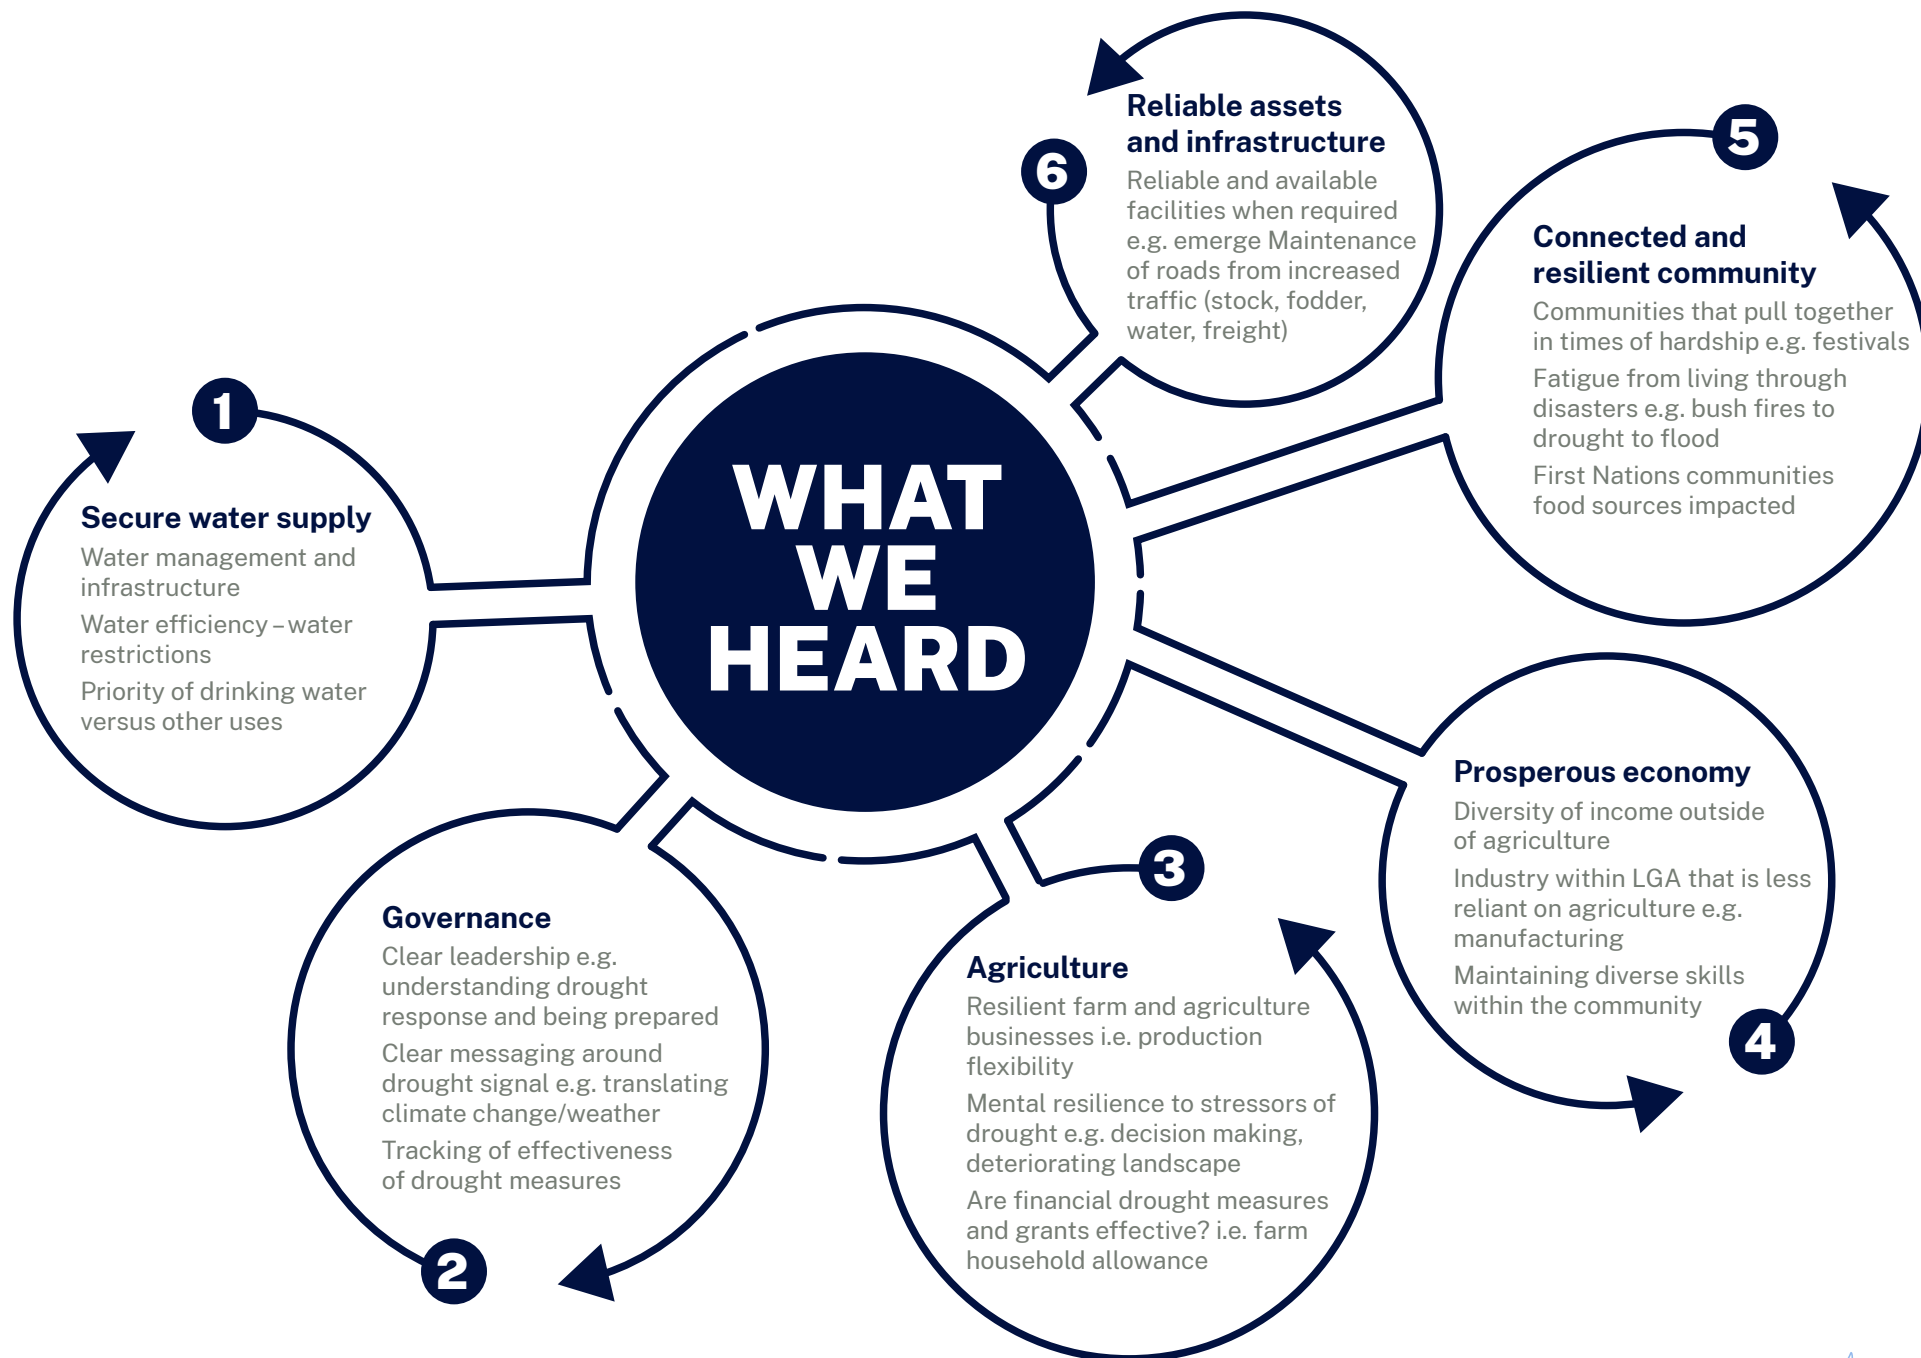 WHAT
WE
HEARD
1
Secure water supply
Water management and
infrastructure
Water efficiency – water
restrictions
Priority of drinking water
versus other uses
2
Governance
Clear leadership e.g.
understanding drought
response and being prepared
Clear messaging around
drought signal e.g. translating
climate change/weather
Tracking of effectiveness
of drought measures
3
Agriculture
Resilient farm and agriculture
businesses i.e. production
flexibility
Mental resilience to stressors of
drought e.g. decision making,
deteriorating landscape
Are financial drought measures
and grants effective? i.e. farm
household allowance
4
Prosperous economy
Diversity of income outside
of agriculture
Industry within LGA that is less
reliant on agriculture e.g.
manufacturing
Maintaining diverse skills
within the community
5
Connected and
resilient community
Communities that pull together
in times of hardship e.g. festivals
Fatigue from living through
disasters e.g. bush fires to
drought to flood
First Nations communities
food sources impacted
6
Reliable assets
and infrastructure
Reliable and available
facilities when required
e.g. emerge Maintenance
of roads from increased
traffic (stock, fodder,
water, freight)